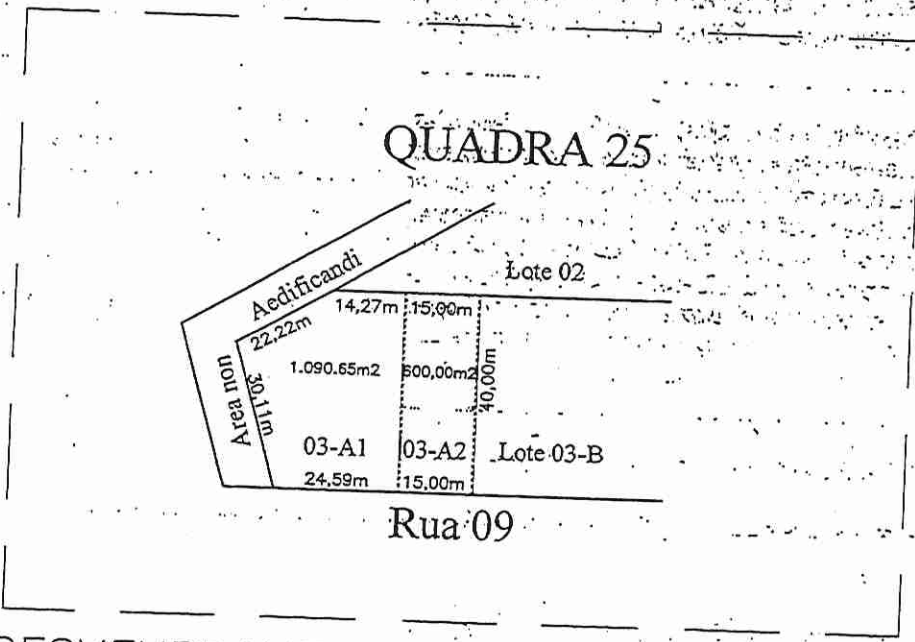 QUADRA 25
Aedificandi
Lote 02
14,27m
15,00m
22,22m
Area non
30,11m
1.090.65m2
600,00m2
40,00m
03-A1
03-A2
Lote 03-B
24,59m
15,00m
Rua 09